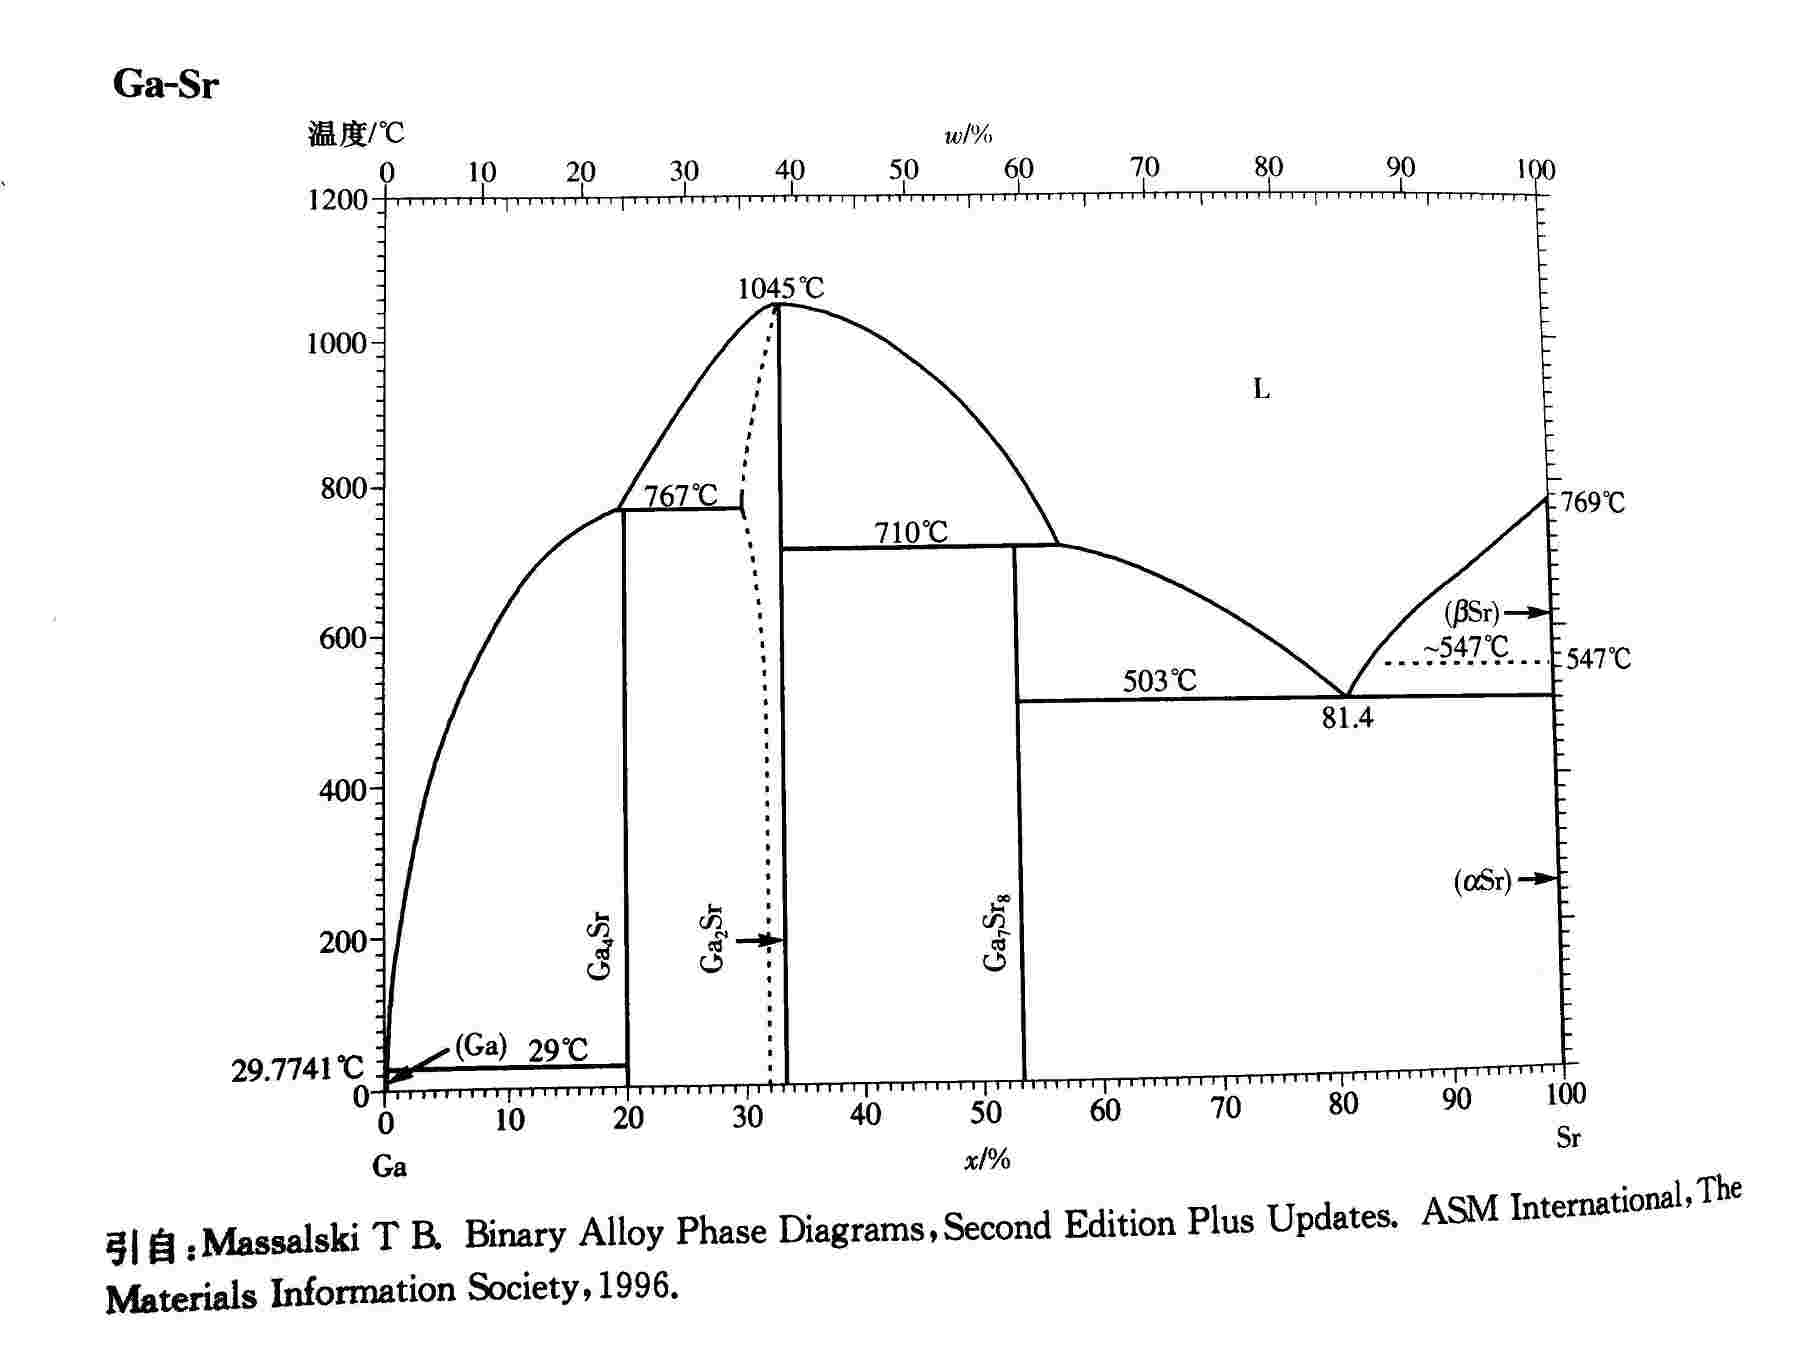 Ga-Sr
温度/℃
w/%
0 10 20 30 40 50 60 70 80 90 100
1200
1045℃
1000
L
800
767℃
769℃
710℃
600
(βSr)
~547℃
547℃
503℃
81.4
400
(αSr)
200
Ga₄Sr
Ga₂Sr
Ga₇Sr₈
(Ga) 29℃
29.7741℃
0
0 10 20 30 40 50 60 70 80 90 100
Ga
x/%
Sr
引自:Massalski T B. Binary Alloy Phase Diagrams,Second Edition Plus Updates. ASM International,The
Materials Information Society,1996.